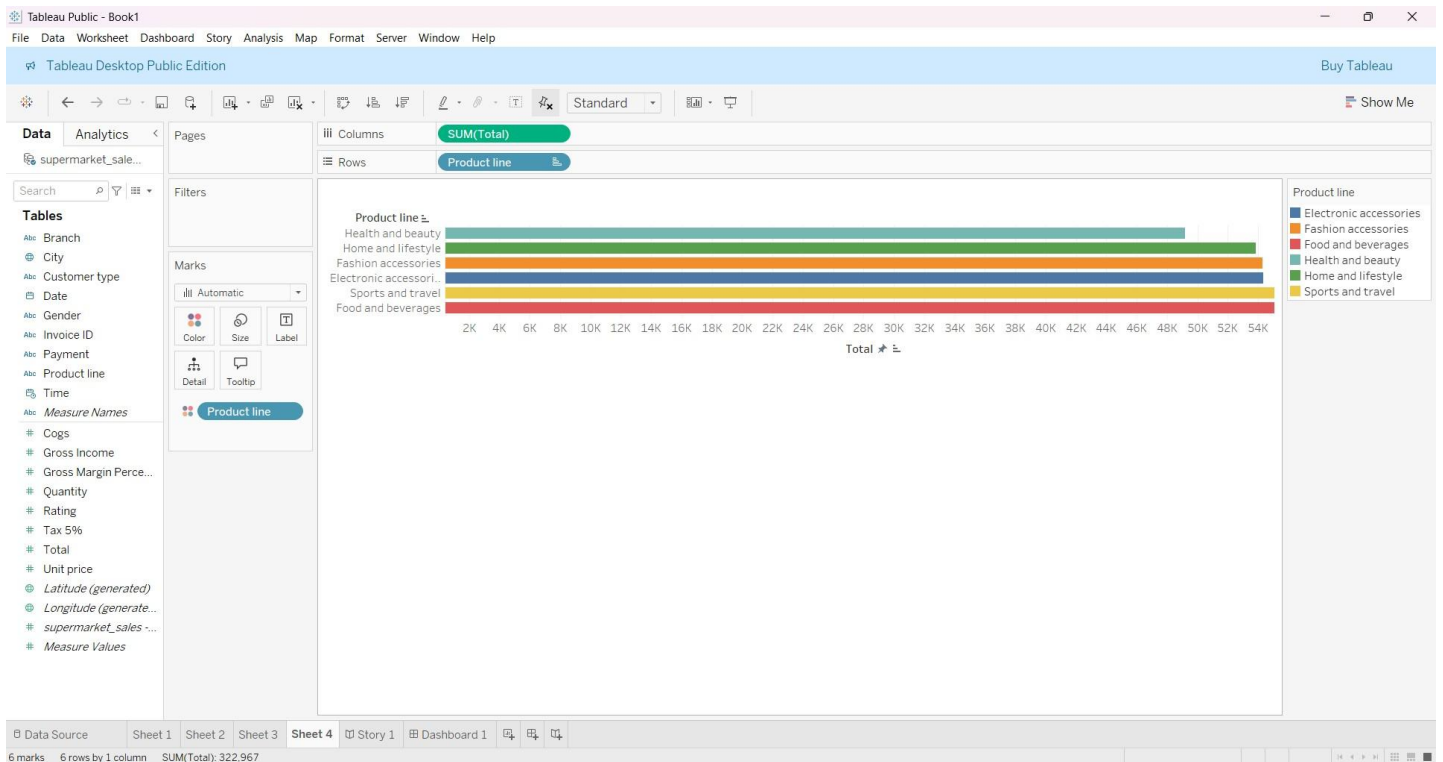 Tableau Public - Book1
File Data Worksheet Dashboard Story Analysis Map Format Server Window Help
Tableau Desktop Public Edition
Buy Tableau
Standard
Show Me
Data Analytics
supermarket_sale...
Search
Tables
Abc Branch
City
Abc Customer type
Date
Abc Gender
Abc Invoice ID
Abc Payment
Abc Product line
Time
Abc Measure Names
# Cogs
# Gross Income
# Gross Margin Perce...
# Quantity
# Rating
# Tax 5%
# Total
# Unit price
Latitude (generated)
Longitude (generate...
# supermarket_sales -...
# Measure Values
Pages
Filters
Marks
Automatic
Color Size Label
Detail Tooltip
Product line
Columns SUM(Total)
Rows Product line
Product line
Health and beauty
Home and lifestyle
Fashion accessories
Electronic accessori..
Sports and travel
Food and beverages
2K 4K 6K 8K 10K 12K 14K 16K 18K 20K 22K 24K 26K 28K 30K 32K 34K 36K 38K 40K 42K 44K 46K 48K 50K 52K 54K
Total
Product line
Electronic accessories
Fashion accessories
Food and beverages
Health and beauty
Home and lifestyle
Sports and travel
Data Source Sheet 1 Sheet 2 Sheet 3 Sheet 4 Story 1 Dashboard 1
6 marks 6 rows by 1 column SUM(Total): 322,967